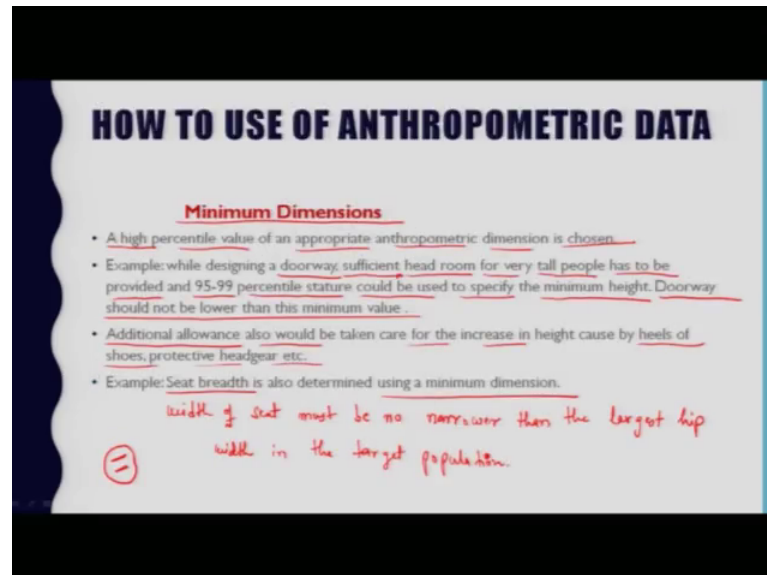 HOW TO USE OF ANTHROPOMETRIC DATA
Minimum Dimensions
• A high percentile value of an appropriate anthropometric dimension is chosen.
• Example: while designing a doorway, sufficient head room for very tall people has to be
provided and 95-99 percentile stature could be used to specify the minimum height. Doorway
should not be lower than this minimum value .
• Additional allowance also would be taken care for the increase in height cause by heels of
shoes, protective headgear etc.
• Example: Seat breadth is also determined using a minimum dimension.
width of seat must be no narrower than the largest hip
width in the target population.